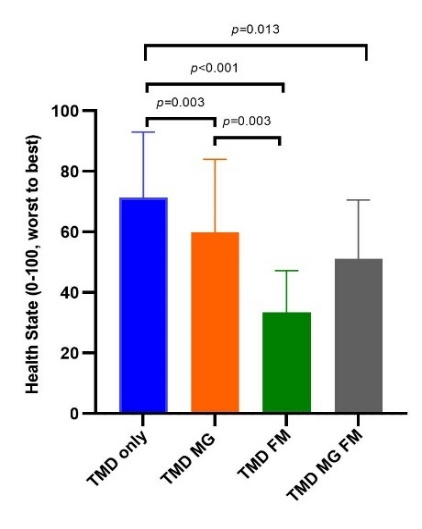 p=0.013
p<0.001
p=0.003
p=0.003
Health State (0-100, worst to best)
100
80
60
40
20
0
TMD only
TMD MG
TMD FM
TMD MG FM